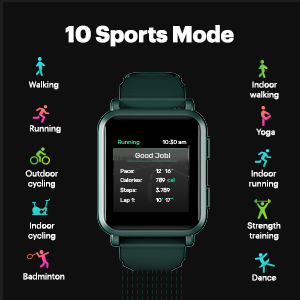 10 Sports Mode
Walking
Running
Outdoor
cycling
Indoor
cycling
Badminton
Running 10:30 am
Good Job!
Pace: 12' 16"
Calories: 789 cal
Steps: 3.789
Lap 1: 10' 17"
Indoor
walking
Yoga
Indoor
running
Strength
training
Dance